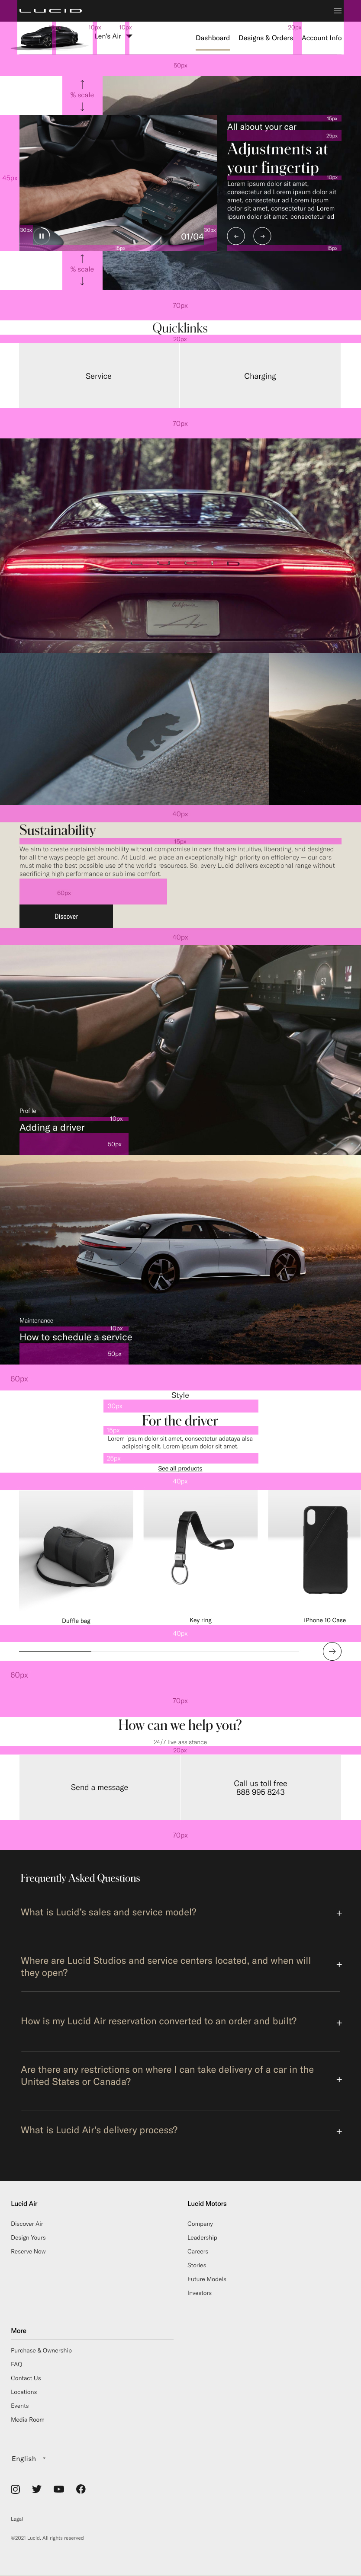 LUCID
10px
10px
20px
Len's Air
Dashboard
Designs & Orders
Account Info
50px
% scale
45px
15px
All about your car
25px
Adjustments at
your fingertip
10px
Lorem ipsum dolor sit amet,
consectetur ad Lorem ipsum dolor sit
amet, consectetur ad Lorem ipsum
dolor sit amet, consectetur ad Lorem
ipsum dolor sit amet, consectetur ad
30px
30px
01/04
15px
15px
% scale
70px
Quicklinks
20px
Service
Charging
70px
LUCID
California
40px
Sustainability
15px
We aim to create sustainable mobility without compromise in cars that are intuitive, liberating, and designed
for all the ways people get around. At Lucid, we place an exceptionally high priority on efficiency — our cars
must make the best possible use of the world's resources. So, every Lucid delivers exceptional range without
sacrificing high performance or sublime comfort.
60px
Discover
40px
Profile
10px
Adding a driver
50px
Maintenance
10px
How to schedule a service
50px
60px
Style
30px
For the driver
15px
Lorem ipsum dolor sit amet, consectetur adataya alsa
adipiscing elit. Lorem ipsum dolor sit amet.
25px
See all products
40px
Duffle bag
Key ring
iPhone 10 Case
40px
60px
70px
How can we help you?
24/7 live assistance
20px
Send a message
Call us toll free
888 995 8243
70px
Frequently Asked Questions
What is Lucid's sales and service model?
+
Where are Lucid Studios and service centers located, and when will
they open?
+
How is my Lucid Air reservation converted to an order and built?
+
Are there any restrictions on where I can take delivery of a car in the
United States or Canada?
+
What is Lucid Air's delivery process?
+
Lucid Air
Lucid Motors
Discover Air
Company
Design Yours
Leadership
Reserve Now
Careers
Stories
Future Models
Investors
More
Purchase & Ownership
FAQ
Contact Us
Locations
Events
Media Room
English
Legal
©2021 Lucid. All rights reserved